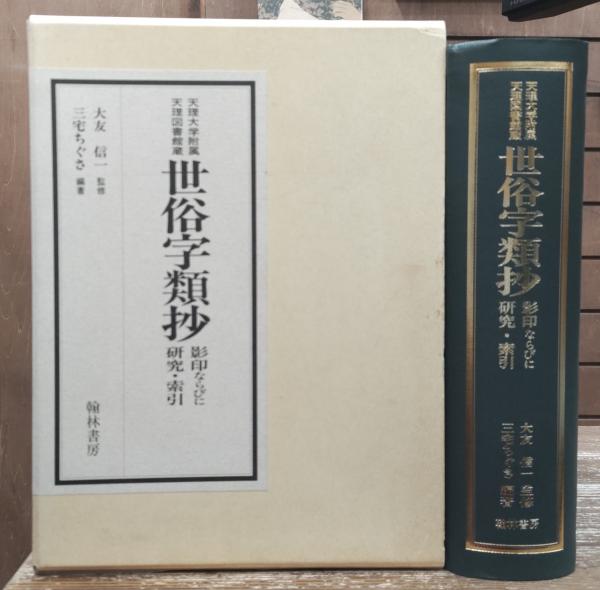 天理大学附属
天理図書館蔵
世俗字類抄
影印ならびに
研究・索引
大友　信一　監修
三宅ちぐさ　編著
翰林書房
天理大学附属
天理図書館蔵
世俗字類抄
影印ならびに
研究・索引
大友　信一　監修
三宅ちぐさ　編著
翰林書房